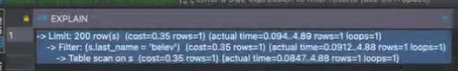 EXPLAIN
1
-> Limit: 200 row(s) (cost=0.35 rows=1) (actual time=0.094..4.89 rows=1 loops=1)
-> Filter: (s.last_name = 'belev') (cost=0.35 rows=1) (actual time=0.0912..4.88 rows=1 loops=1)
-> Table scan on s (cost=0.35 rows=1) (actual time=0.0847..4.88 rows=1 loops=1)